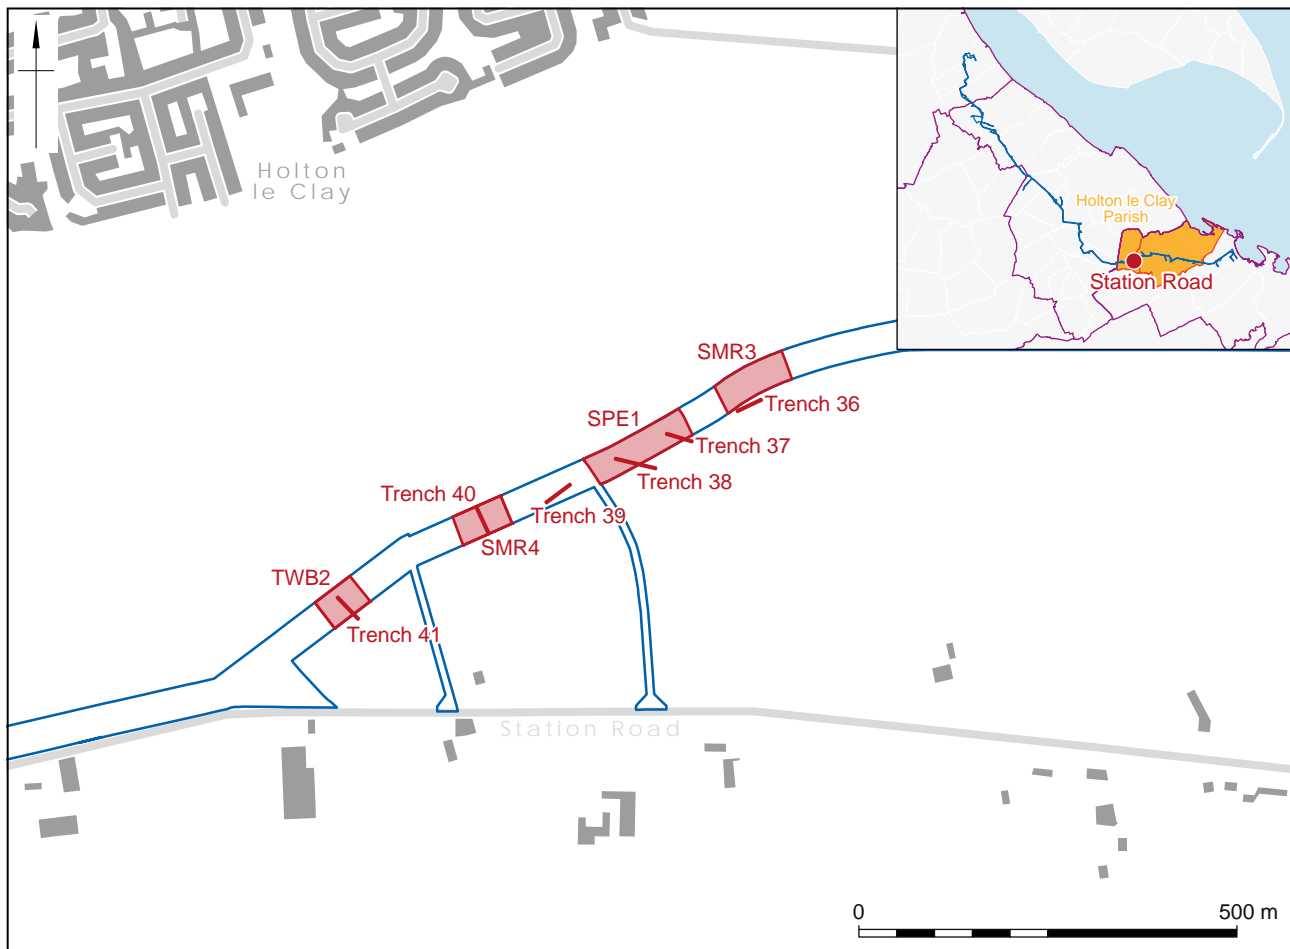 Holton
le Clay
Holton le Clay
Parish
Station Road
SMR3
Trench 36
SPE1
Trench 37
Trench 38
Trench 40
Trench 39
SMR4
TWB2
Trench 41
Station Road
0
500 m